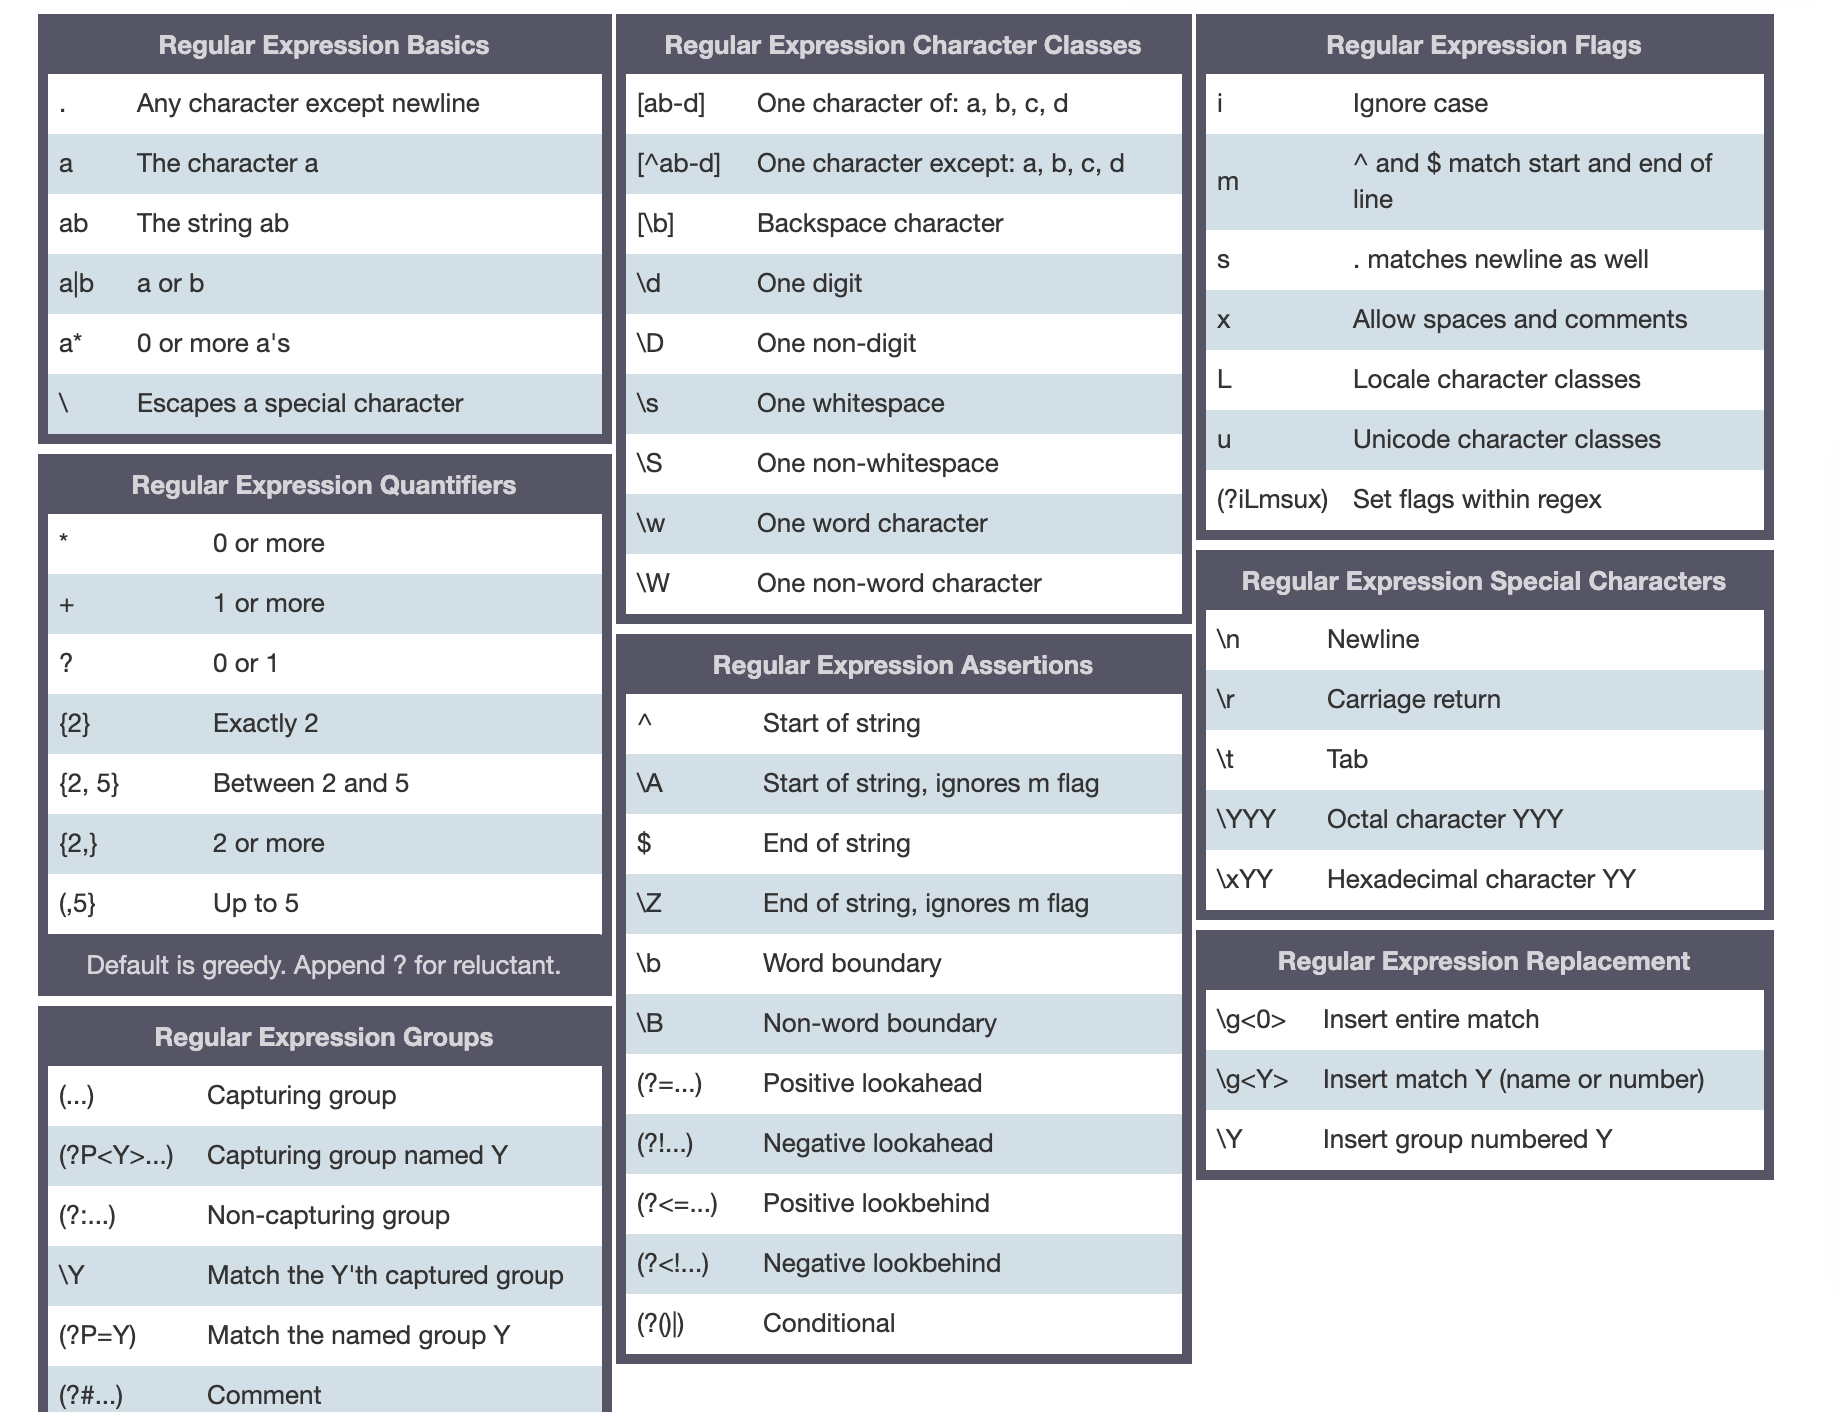 Regular Expression Basics
. Any character except newline
a The character a
ab The string ab
a|b a or b
a* 0 or more a's
\ Escapes a special character
Regular Expression Quantifiers
* 0 or more
+ 1 or more
? 0 or 1
{2} Exactly 2
{2, 5} Between 2 and 5
{2,} 2 or more
(,5} Up to 5
Default is greedy. Append ? for reluctant.
Regular Expression Groups
(...) Capturing group
(?P<Y>...) Capturing group named Y
(?:...) Non-capturing group
\Y Match the Y'th captured group
(?P=Y) Match the named group Y
(?#...) Comment
Regular Expression Character Classes
[ab-d] One character of: a, b, c, d
[^ab-d] One character except: a, b, c, d
[\b] Backspace character
\d One digit
\D One non-digit
\s One whitespace
\S One non-whitespace
\w One word character
\W One non-word character
Regular Expression Assertions
^ Start of string
\A Start of string, ignores m flag
$ End of string
\Z End of string, ignores m flag
\b Word boundary
\B Non-word boundary
(?=...) Positive lookahead
(?!...) Negative lookahead
(?<=...) Positive lookbehind
(?<!...) Negative lookbehind
(?()|) Conditional
Regular Expression Flags
i Ignore case
m ^ and $ match start and end of
line
s . matches newline as well
x Allow spaces and comments
L Locale character classes
u Unicode character classes
(?iLmsux) Set flags within regex
Regular Expression Special Characters
\n Newline
\r Carriage return
\t Tab
\YYY Octal character YYY
\xYY Hexadecimal character YY
Regular Expression Replacement
\g<0> Insert entire match
\g<Y> Insert match Y (name or number)
\Y Insert group numbered Y